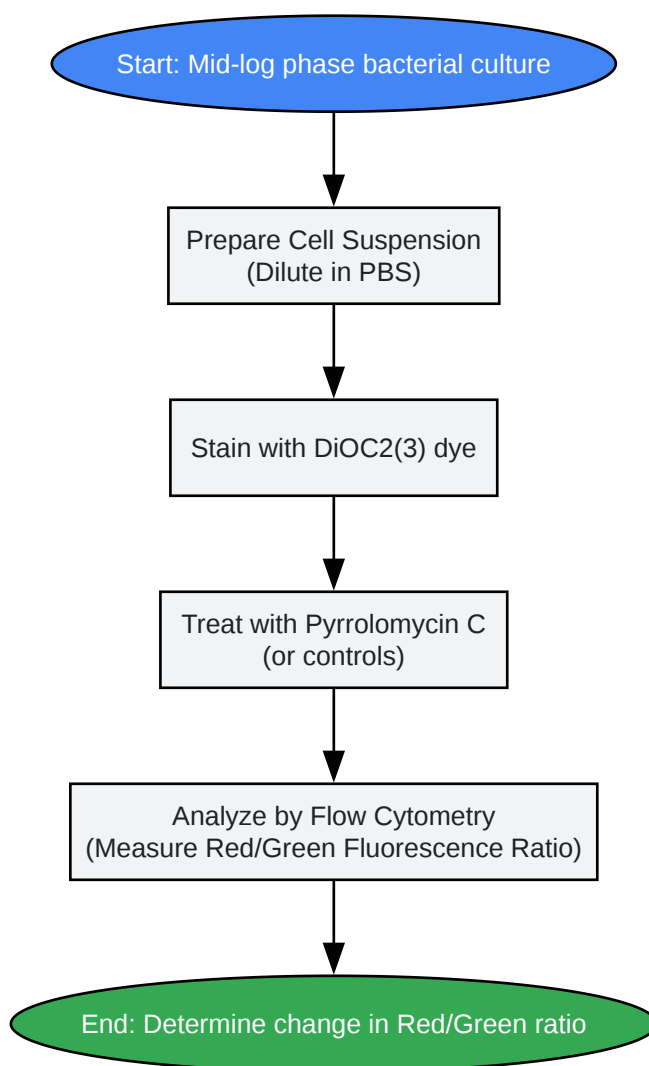 Start: Mid-log phase bacterial culture
Prepare Cell Suspension
(Dilute in PBS)
Stain with DiOC2(3) dye
Treat with Pyrrolomycin C
(or controls)
Analyze by Flow Cytometry
(Measure Red/Green Fluorescence Ratio)
End: Determine change in Red/Green ratio